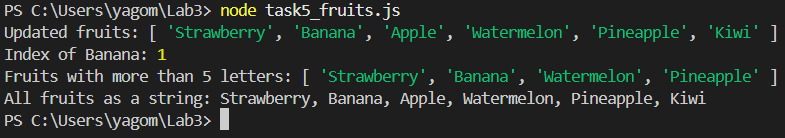 PS C:\Users\yagom\Lab3> node task5_fruits.js
Updated fruits: [ 'Strawberry', 'Banana', 'Apple', 'Watermelon', 'Pineapple', 'Kiwi' ]
Index of Banana: 1
Fruits with more than 5 letters: [ 'Strawberry', 'Banana', 'Watermelon', 'Pineapple' ]
All fruits as a string: Strawberry, Banana, Apple, Watermelon, Pineapple, Kiwi
PS C:\Users\yagom\Lab3>